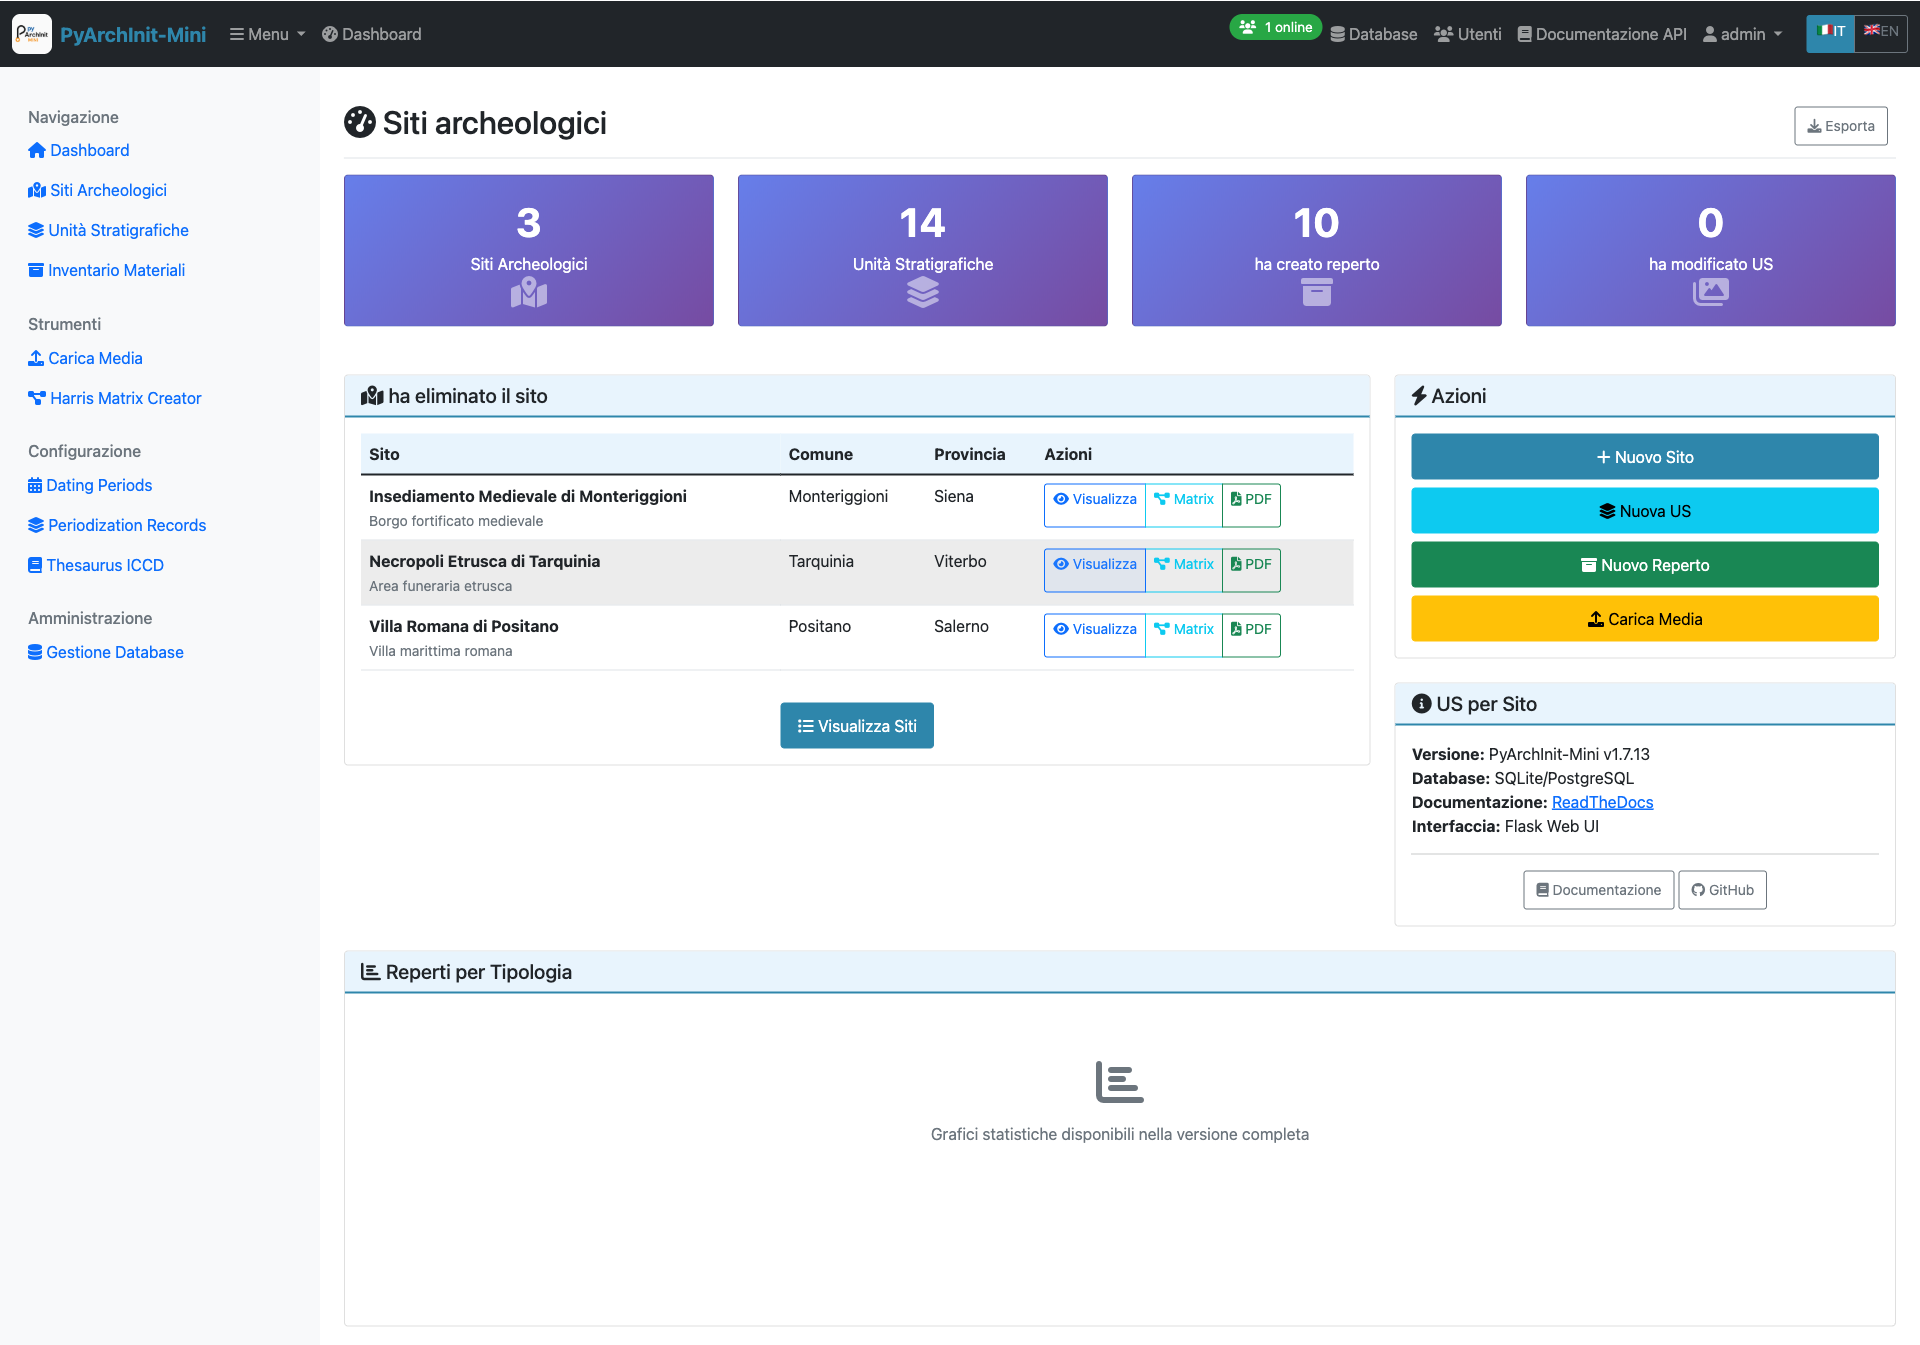 PyArchInit-Mini
Menu
Dashboard
1 online
Database
Utenti
Documentazione API
admin
IT
EN
Navigazione
Dashboard
Siti Archeologici
Unità Stratigrafiche
Inventario Materiali
Strumenti
Carica Media
Harris Matrix Creator
Configurazione
Dating Periods
Periodization Records
Thesaurus ICCD
Amministrazione
Gestione Database
Siti archeologici
Esporta
3
Siti Archeologici
14
Unità Stratigrafiche
10
ha creato reperto
0
ha modificato US
ha eliminato il sito
Sito Comune Provincia Azioni
Insediamento Medievale di Monteriggioni Monteriggioni Siena Visualizza Matrix PDF
Borgo fortificato medievale
Necropoli Etrusca di Tarquinia Tarquinia Viterbo Visualizza Matrix PDF
Area funeraria etrusca
Villa Romana di Positano Positano Salerno Visualizza Matrix PDF
Villa marittima romana
Visualizza Siti
Azioni
Nuovo Sito
Nuova US
Nuovo Reperto
Carica Media
US per Sito
Versione: PyArchInit-Mini v1.7.13
Database: SQLite/PostgreSQL
Documentazione: ReadTheDocs
Interfaccia: Flask Web UI
Documentazione
GitHub
Reperti per Tipologia
Grafici statistiche disponibili nella versione completa